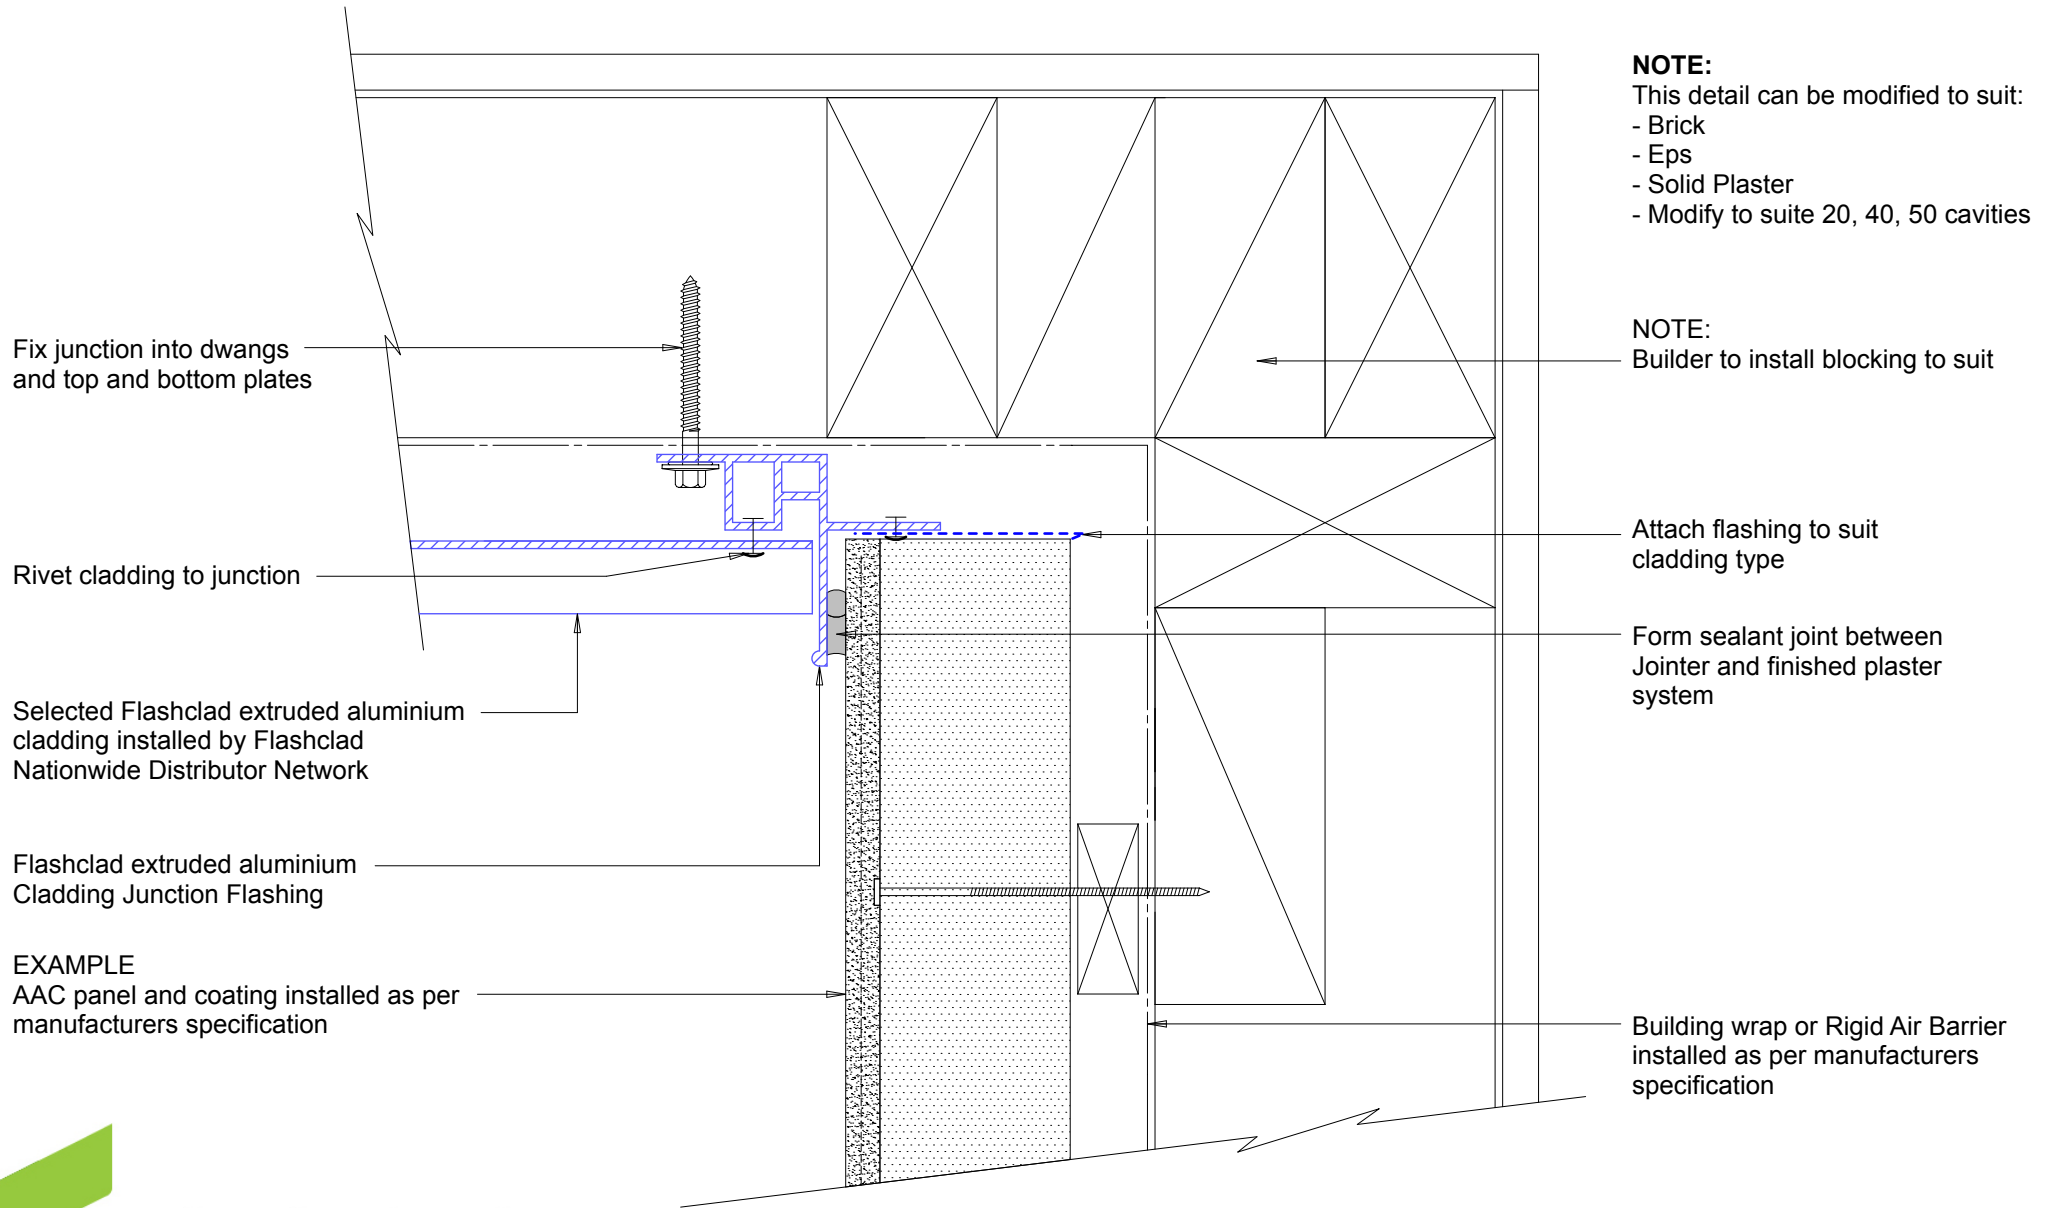 NOTE:
This detail can be modified to suit:
- Brick
- Eps
- Solid Plaster
- Modify to suite 20, 40, 50 cavities
Fix junction into dwangs
and top and bottom plates
NOTE:
Builder to install blocking to suit
Rivet cladding to junction
Attach flashing to suit
cladding type
Form sealant joint between
Jointer and finished plaster
system
Selected Flashclad extruded aluminium
cladding installed by Flashclad
Nationwide Distributor Network
Flashclad extruded aluminium
Cladding Junction Flashing
EXAMPLE
AAC panel and coating installed as per
manufacturers specification
Building wrap or Rigid Air Barrier
installed as per manufacturers
specification